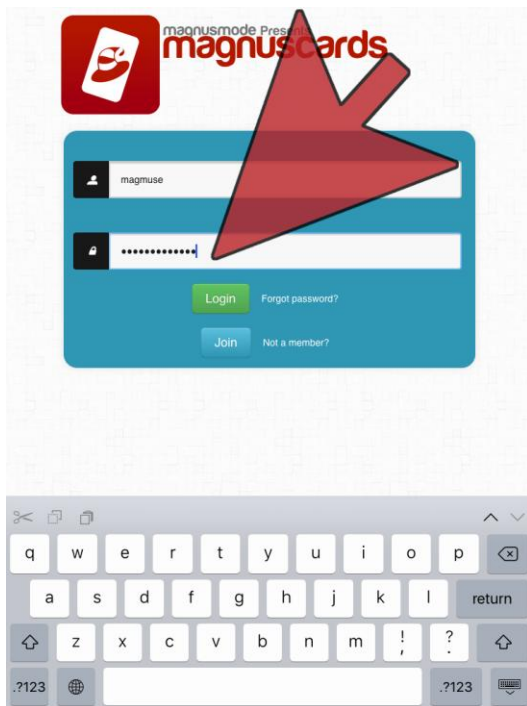 magnusmode Presents
magnuscards
magmuse
Login Forgot password?
Join Not a member?
q w e r t y u i o p
a s d f g h j k l return
z x c v b n m ! , ? .
.?123 .?123